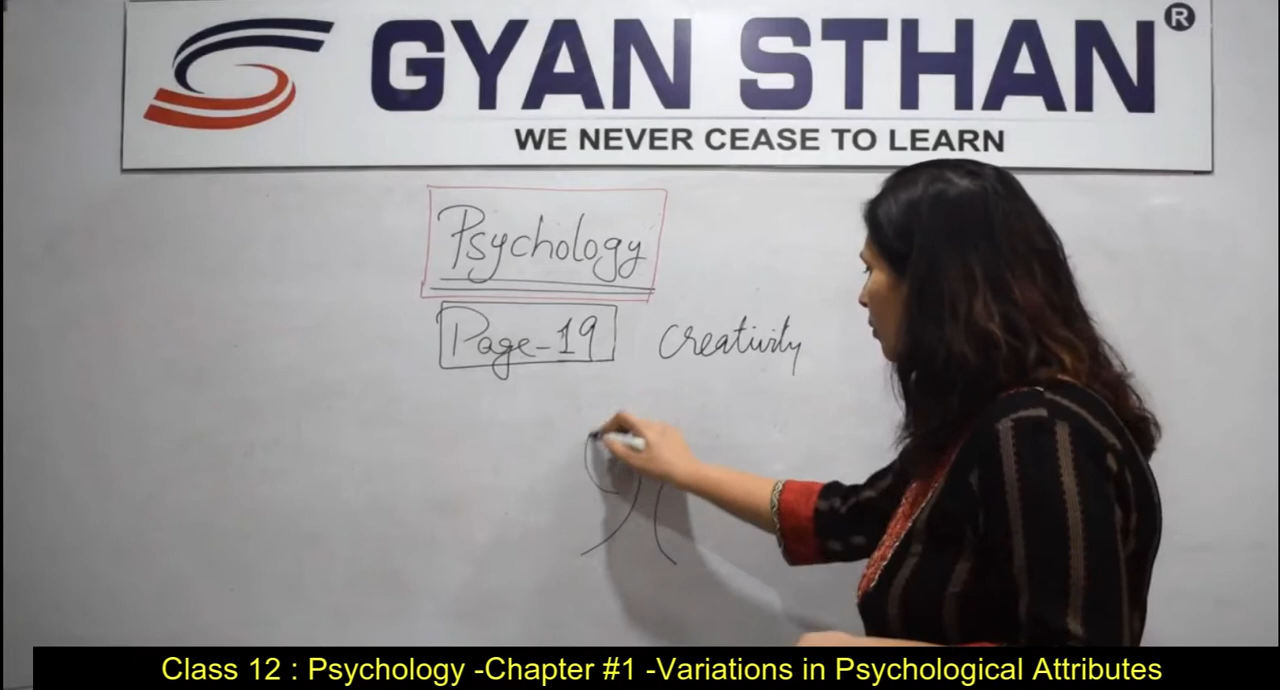 GYAN STHAN®
WE NEVER CEASE TO LEARN
Psychology
Page-19 Creativity
Class 12 : Psychology -Chapter #1 -Variations in Psychological Attributes